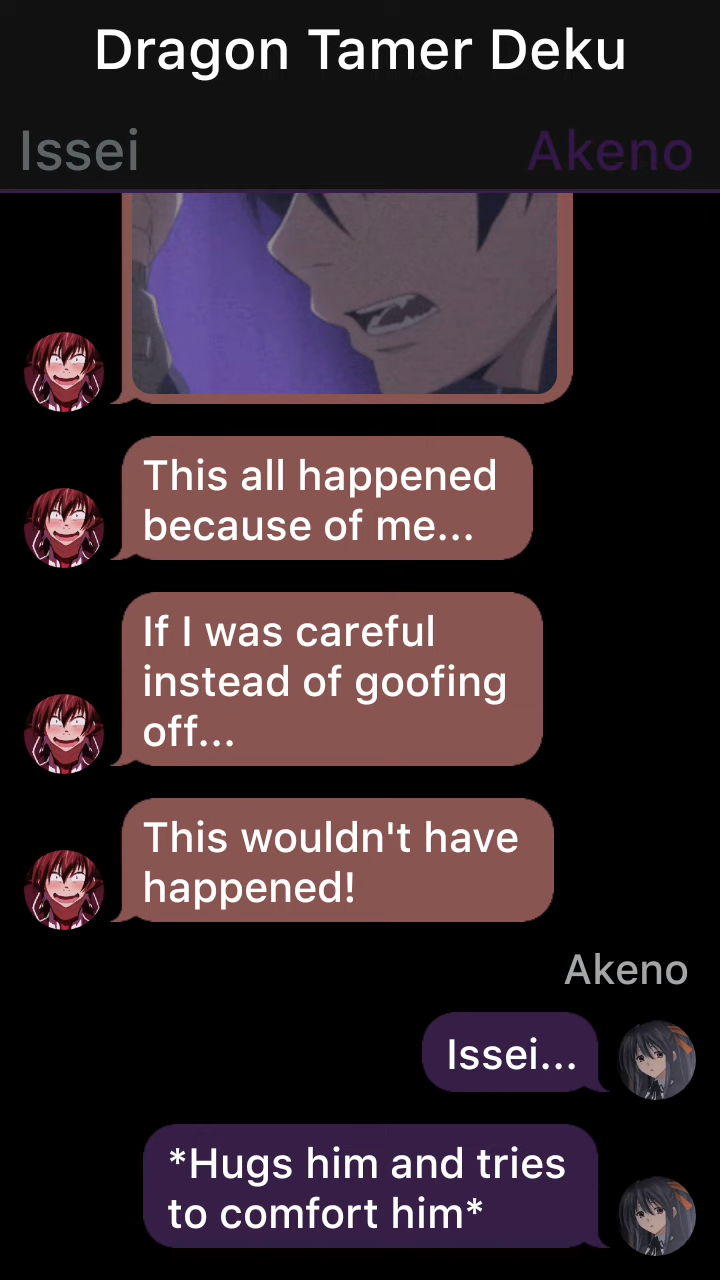 Dragon Tamer Deku
Issei
Akeno
This all happened
because of me...
If I was careful
instead of goofing
off...
This wouldn't have
happened!
Akeno
Issei...
*Hugs him and tries
to comfort him*